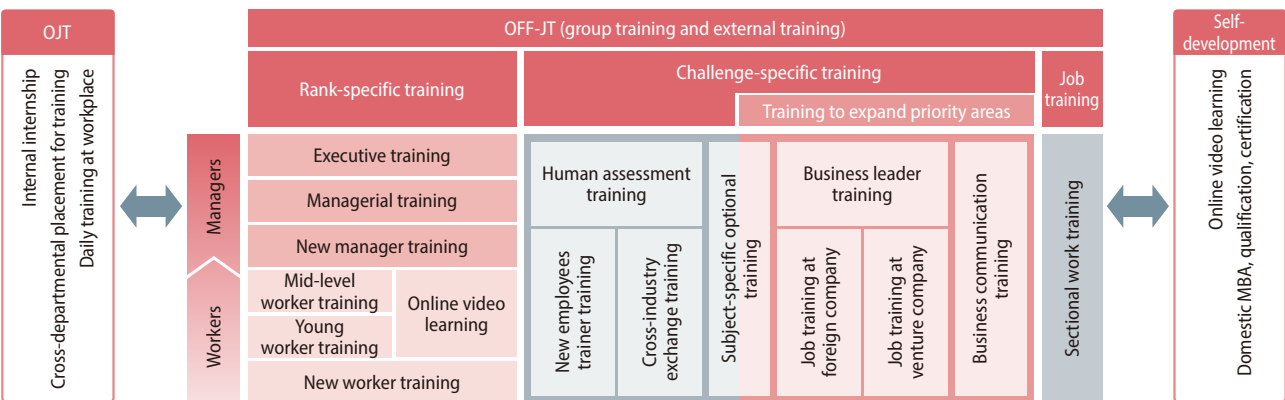 OJT
Internal internship
Cross-departmental placement for training
Daily training at workplace
Managers
Workers
OFF-JT (group training and external training)
Rank-specific training
Executive training
Managerial training
New manager training
Mid-level
worker training
Young
worker training
Online video
learning
New worker training
Challenge-specific training
Training to expand priority areas
Human assessment
training
New employees
trainer training
Cross-industry
exchange training
Subject-specific optional
training
Business leader
training
Job training at
foreign company
Job training at
venture company
Business communication
training
Job
training
Sectional work training
Self-
development
Online video learning
Domestic MBA, qualification, certification